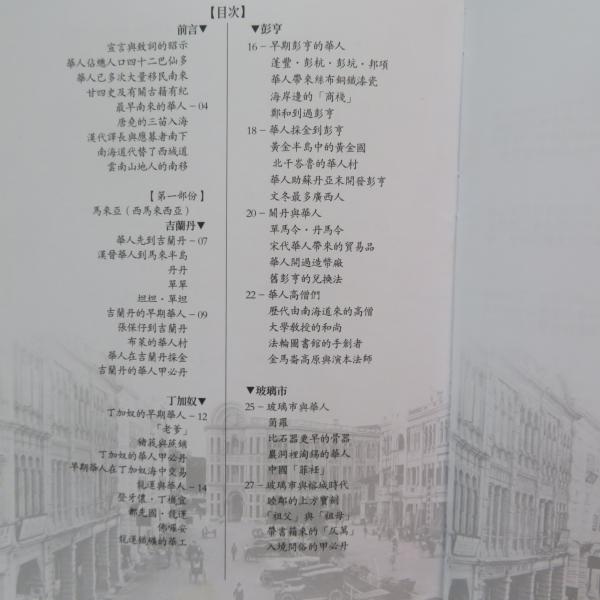 【目次】
前言▼
宣言與致詞的昭示
華人佔總人口四十二巴仙多
華人已多次大量移民南來
廿四史及有關古籍有紀
最早南來的華人－04
唐堯的三苗入海
漢代譯長與應募者南下
南海道代替了西域道
雲南山地人的南移
【第一部份】
馬來亞（西馬來西亞）
吉蘭丹▼
華人先到吉蘭丹－07
漢晉華人到馬來半島
丹丹
單單
坦坦・單坦
吉蘭丹的早期華人－09
張保仔到吉蘭丹
布萊的華人村
華人在吉蘭丹採金
吉蘭丹的華人甲必丹
丁加奴▼
丁加奴的早期華人－12
「老爹」
豬菝與菝鑛
丁加奴的華人甲必丹
早期華人在丁加奴海中交易
龍運與華人－14
登牙儂・丁機宜
都先國・龍運
佛囉安
龍運鐵礦的華工
▼彭亨
16－早期彭亨的華人
蓬豐・彭杭・彭坑・邦項
華人帶來絲布銅鐵漆瓷
海岸邊的「商棧」
鄭和到過彭亨
18－華人採金到彭亨
黃金半島中的黃金國
北干峇魯的華人村
華人助蘇丹亞末開發彭亨
文冬最多廣西人
20－關丹與華人
單馬令・丹馬令
宋代華人帶來的貿易品
華人開過造幣廠
舊彭亨的兌換法
22－華人高僧們
歷代由南海道來的高僧
大學教授的和尚
法輪圖書館的手創者
金馬崙高原與演本法師
▼玻璃市
25－玻璃市與華人
茼羅
比石器更早的骨器
巖洞裡淘錫的華人
中國「菲祍」
27－玻璃市與檳城時代
睦鄰的上方寶劍
「祖父」與「祖母」
帶書籍來的「伍萬」
入境問俗的甲必丹